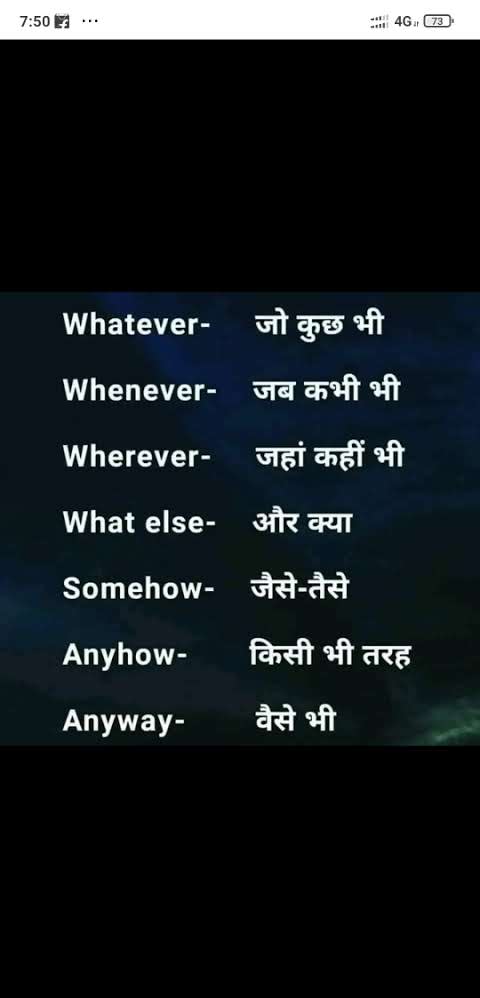 7:50 ... 4G 73
Whatever- जो कुछ भी
Whenever- जब कभी भी
Wherever- जहां कहीं भी
What else- और क्या
Somehow- जैसे-तैसे
Anyhow- किसी भी तरह
Anyway- वैसे भी